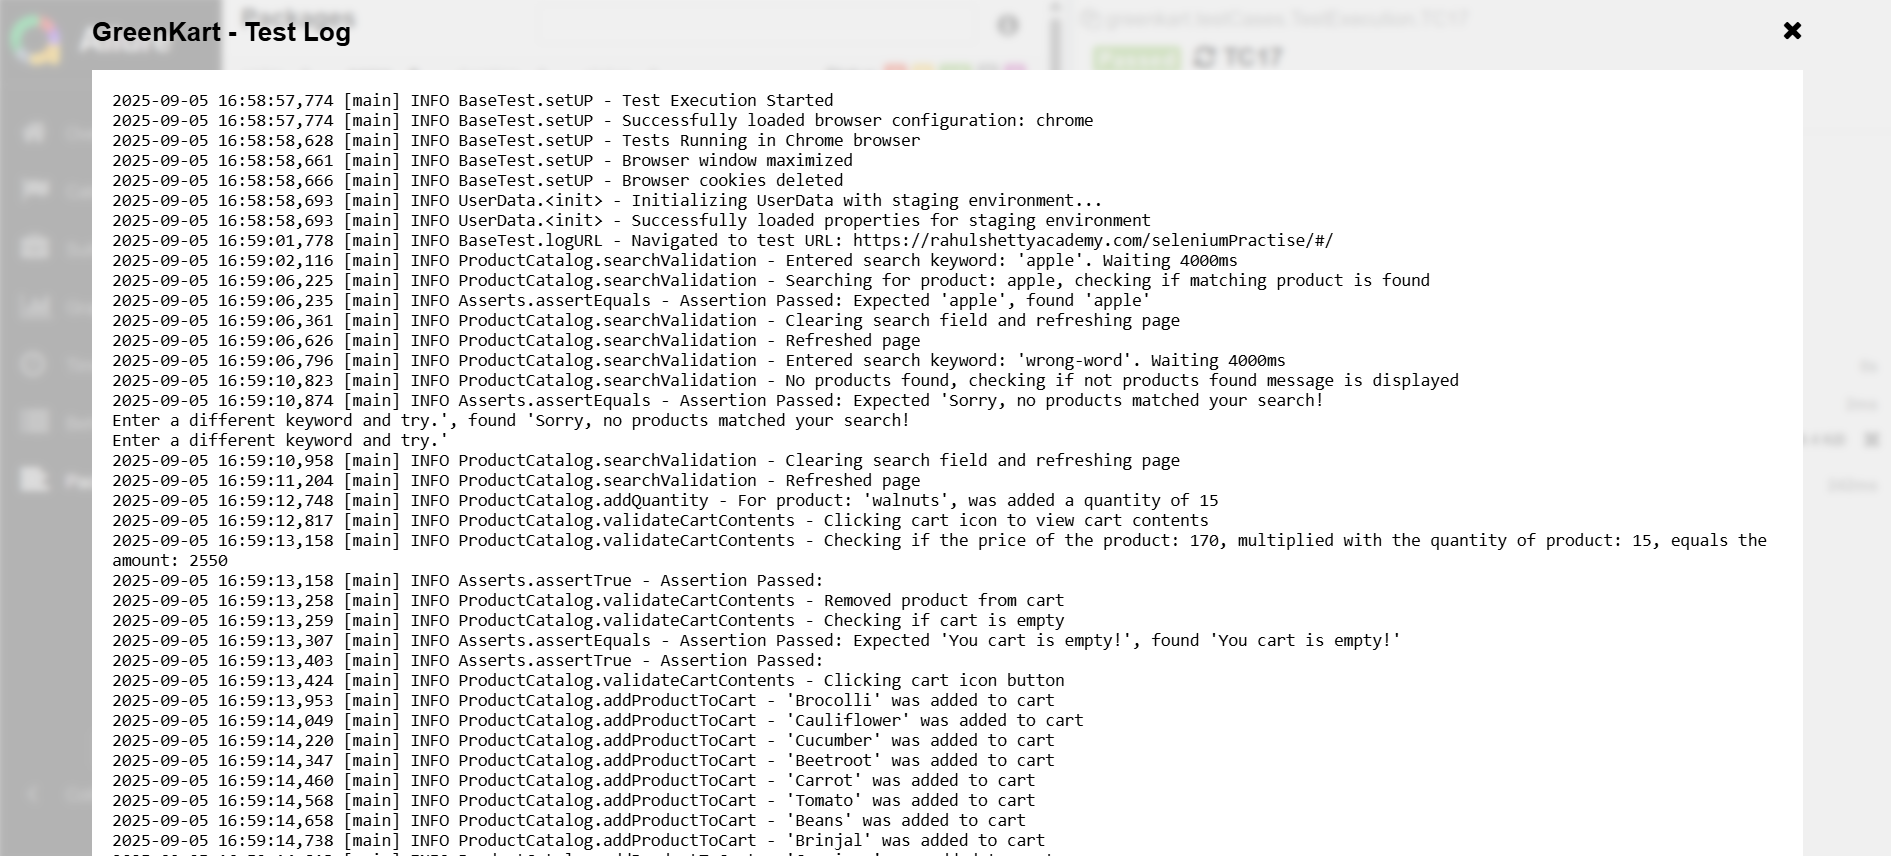 Packages
GreenKart - Test Log
greenkart.testCases.TestExecution.TC17
Passed TC17
2025-09-05 16:58:57,774 [main] INFO BaseTest.setUP - Test Execution Started
2025-09-05 16:58:57,774 [main] INFO BaseTest.setUP - Successfully loaded browser configuration: chrome
2025-09-05 16:58:58,628 [main] INFO BaseTest.setUP - Tests Running in Chrome browser
2025-09-05 16:58:58,661 [main] INFO BaseTest.setUP - Browser window maximized
2025-09-05 16:58:58,666 [main] INFO BaseTest.setUP - Browser cookies deleted
2025-09-05 16:58:58,693 [main] INFO UserData.<init> - Initializing UserData with staging environment...
2025-09-05 16:58:58,693 [main] INFO UserData.<init> - Successfully loaded properties for staging environment
2025-09-05 16:59:01,778 [main] INFO BaseTest.logURL - Navigated to test URL: https://rahulshettyacademy.com/seleniumPractise/#/
2025-09-05 16:59:02,116 [main] INFO ProductCatalog.searchValidation - Entered search keyword: 'apple'. Waiting 4000ms
2025-09-05 16:59:06,225 [main] INFO ProductCatalog.searchValidation - Searching for product: apple, checking if matching product is found
2025-09-05 16:59:06,235 [main] INFO Asserts.assertEquals - Assertion Passed: Expected 'apple', found 'apple'
2025-09-05 16:59:06,361 [main] INFO ProductCatalog.searchValidation - Clearing search field and refreshing page
2025-09-05 16:59:06,626 [main] INFO ProductCatalog.searchValidation - Refreshed page
2025-09-05 16:59:06,796 [main] INFO ProductCatalog.searchValidation - Entered search keyword: 'wrong-word'. Waiting 4000ms
2025-09-05 16:59:10,823 [main] INFO ProductCatalog.searchValidation - No products found, checking if not products found message is displayed
2025-09-05 16:59:10,874 [main] INFO Asserts.assertEquals - Assertion Passed: Expected 'Sorry, no products matched your search!
Enter a different keyword and try.', found 'Sorry, no products matched your search!
Enter a different keyword and try.'
2025-09-05 16:59:10,958 [main] INFO ProductCatalog.searchValidation - Clearing search field and refreshing page
2025-09-05 16:59:11,204 [main] INFO ProductCatalog.searchValidation - Refreshed page
2025-09-05 16:59:12,748 [main] INFO ProductCatalog.addQuantity - For product: 'walnuts', was added a quantity of 15
2025-09-05 16:59:12,817 [main] INFO ProductCatalog.validateCartContents - Clicking cart icon to view cart contents
2025-09-05 16:59:13,158 [main] INFO ProductCatalog.validateCartContents - Checking if the price of the product: 170, multiplied with the quantity of product: 15, equals the
amount: 2550
2025-09-05 16:59:13,158 [main] INFO Asserts.assertTrue - Assertion Passed:
2025-09-05 16:59:13,258 [main] INFO ProductCatalog.validateCartContents - Removed product from cart
2025-09-05 16:59:13,259 [main] INFO ProductCatalog.validateCartContents - Checking if cart is empty
2025-09-05 16:59:13,307 [main] INFO Asserts.assertEquals - Assertion Passed: Expected 'You cart is empty!', found 'You cart is empty!'
2025-09-05 16:59:13,403 [main] INFO Asserts.assertTrue - Assertion Passed:
2025-09-05 16:59:13,424 [main] INFO ProductCatalog.validateCartContents - Clicking cart icon button
2025-09-05 16:59:13,953 [main] INFO ProductCatalog.addProductToCart - 'Brocolli' was added to cart
2025-09-05 16:59:14,049 [main] INFO ProductCatalog.addProductToCart - 'Cauliflower' was added to cart
2025-09-05 16:59:14,220 [main] INFO ProductCatalog.addProductToCart - 'Cucumber' was added to cart
2025-09-05 16:59:14,347 [main] INFO ProductCatalog.addProductToCart - 'Beetroot' was added to cart
2025-09-05 16:59:14,460 [main] INFO ProductCatalog.addProductToCart - 'Carrot' was added to cart
2025-09-05 16:59:14,568 [main] INFO ProductCatalog.addProductToCart - 'Tomato' was added to cart
2025-09-05 16:59:14,658 [main] INFO ProductCatalog.addProductToCart - 'Beans' was added to cart
2025-09-05 16:59:14,738 [main] INFO ProductCatalog.addProductToCart - 'Brinjal' was added to cart